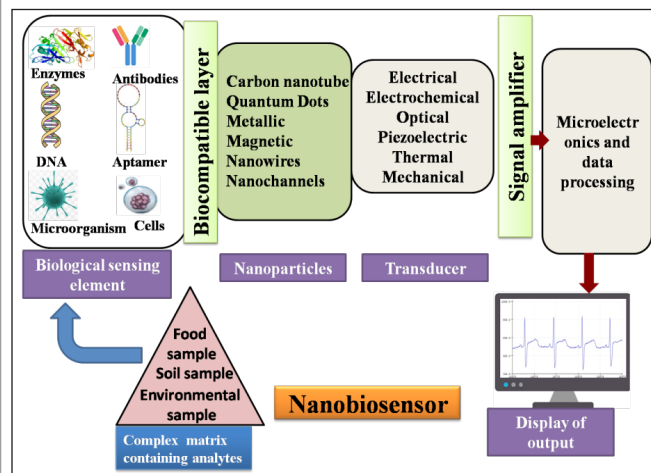 Enzymes
Antibodies
DNA
Aptamer
Microorganism
Cells
Biological sensing
element
Biocompatible layer
Carbon nanotube
Quantum Dots
Metallic
Magnetic
Nanowires
Nanochannels
Nanoparticles
Electrical
Electrochemical
Optical
Piezoelectric
Thermal
Mechanical
Transducer
Signal amplifier
Microelectr
onics and
data
processing
Food
sample
Soil sample
Environmental
sample
Complex matrix
containing analytes
Nanobiosensor
Display of
output